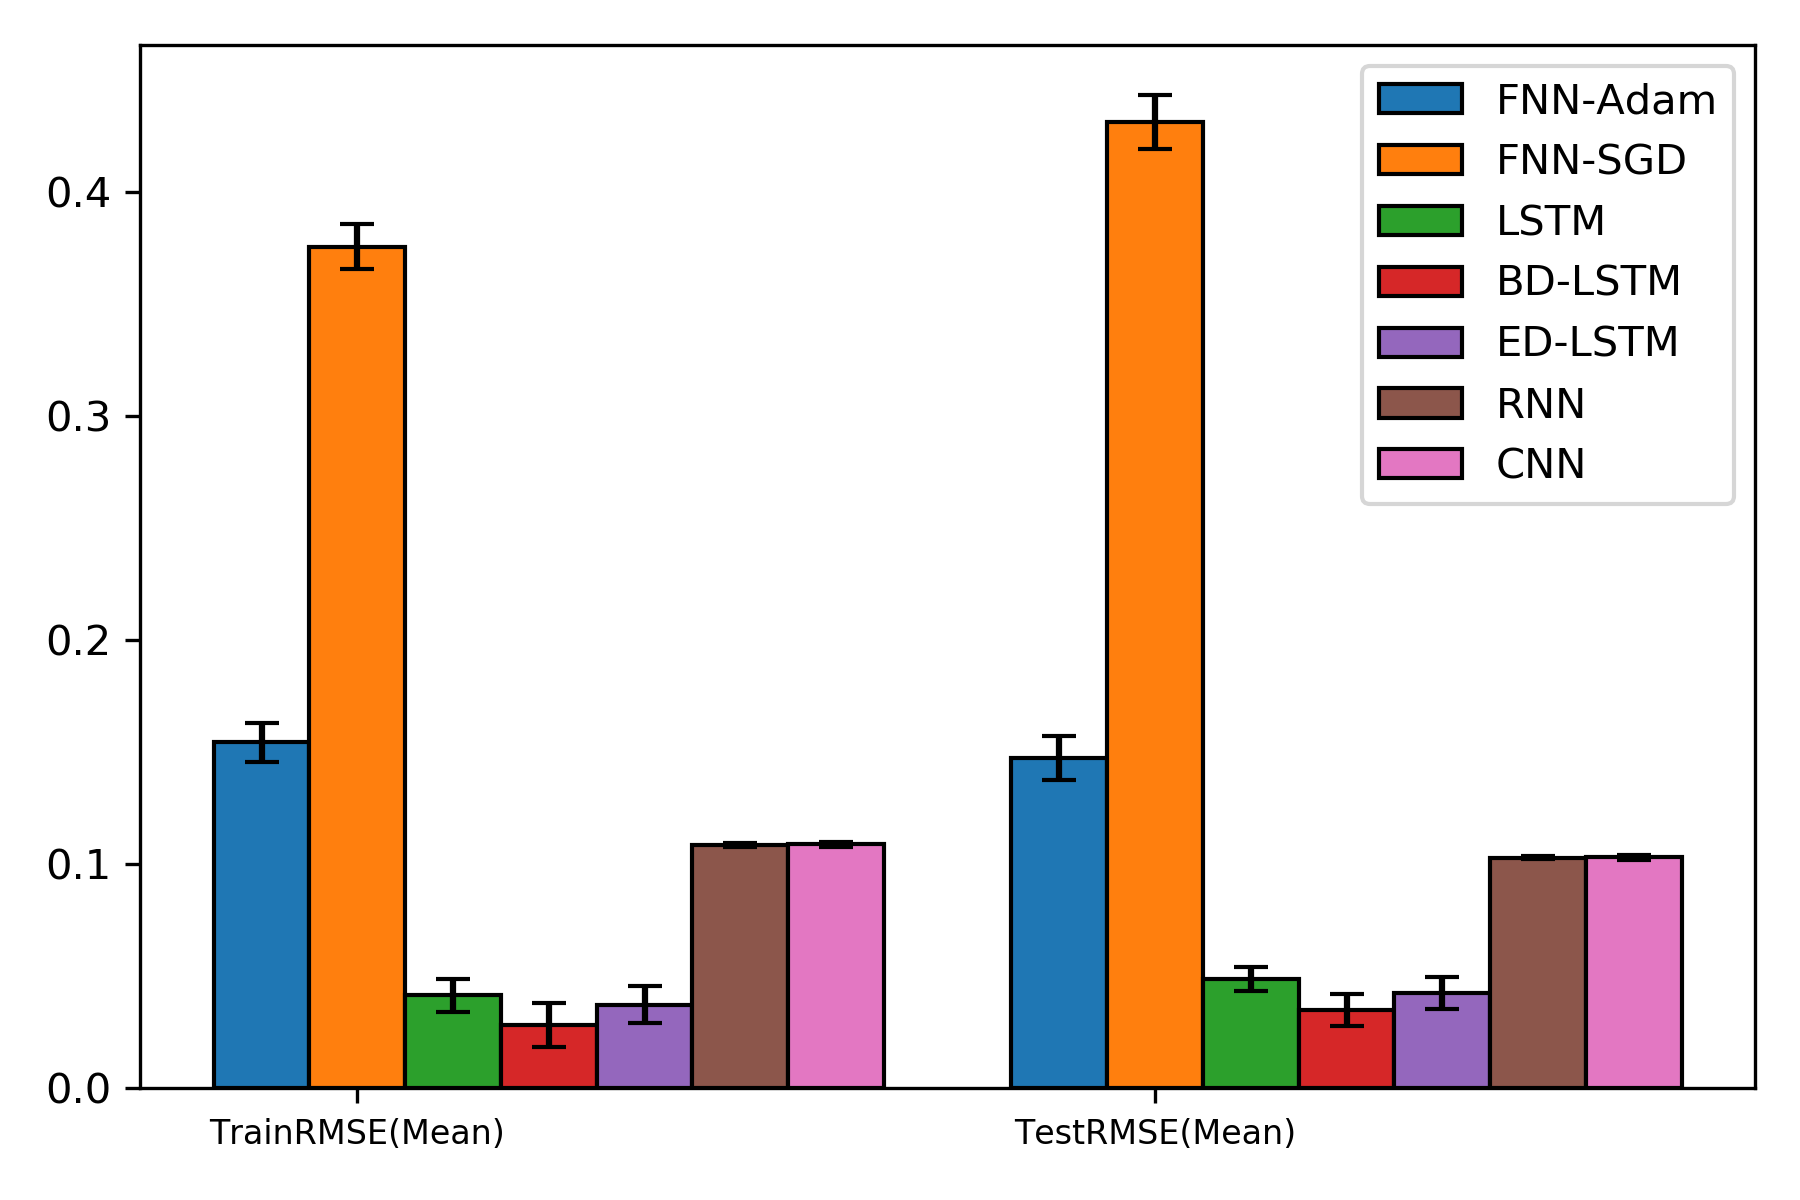 0.4
0.3
0.2
0.1
0.0
TrainRMSE(Mean)
TestRMSE(Mean)
FNN-Adam
FNN-SGD
LSTM
BD-LSTM
ED-LSTM
RNN
CNN